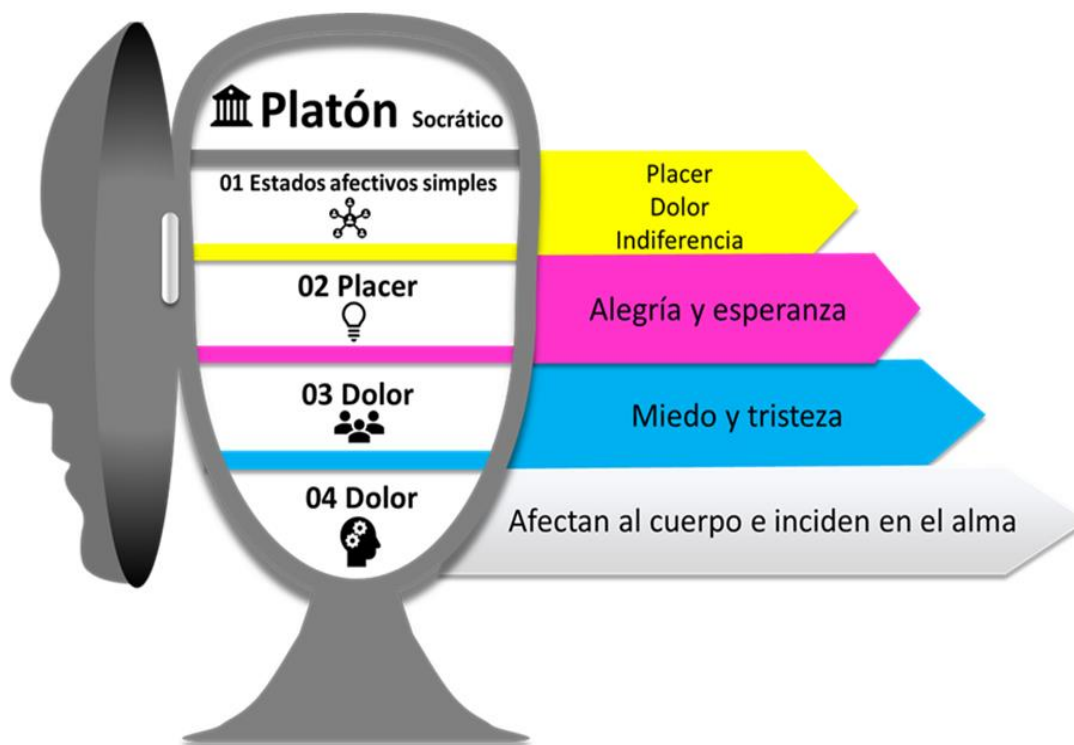 Platón Socrático
01 Estados afectivos simples
Placer
Dolor
Indiferencia
02 Placer
Alegría y esperanza
03 Dolor
Miedo y tristeza
04 Dolor
Afectan al cuerpo e inciden en el alma